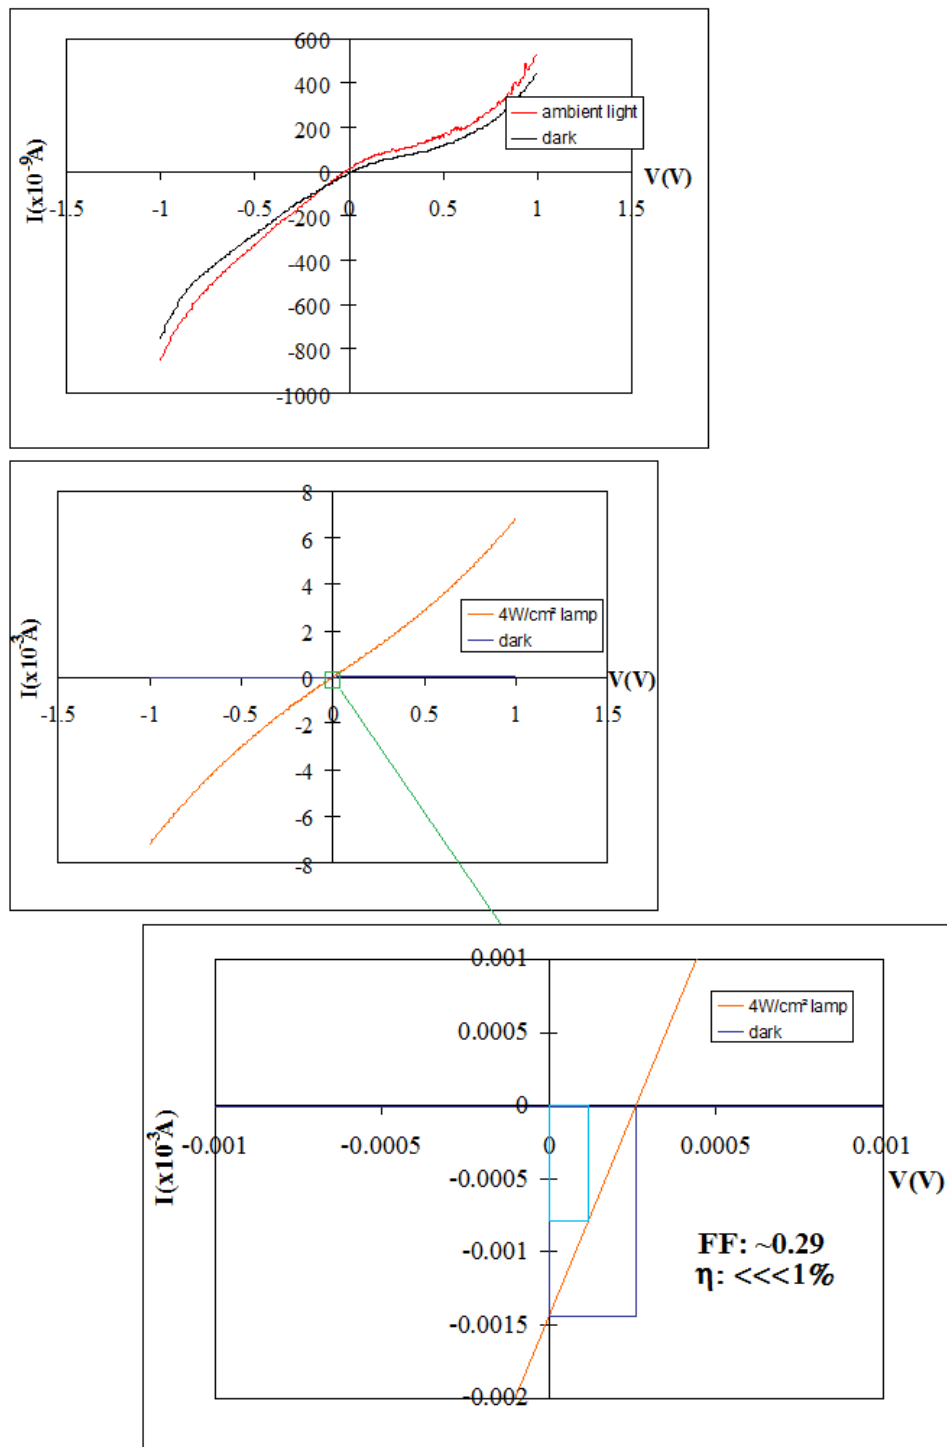 600
400
200
0
-200
-400
-600
-800
-1000
-1.5 -1 -0.5 0 0.5 1 1.5
I(x10⁻⁹A)
V(V)
ambient light
dark
8
6
4
2
0
-2
-4
-6
-8
-1.5 -1 -0.5 0 0.5 1 1.5
I(x10⁻³A)
V(V)
4W/cm² lamp
dark
0.001
0.0005
0
-0.0005
-0.001
-0.0015
-0.002
-0.001 -0.0005 0 0.0005 0.001
I(x10⁻³A)
V(V)
4W/cm² lamp
dark
FF: ~0.29
η: <<<1%